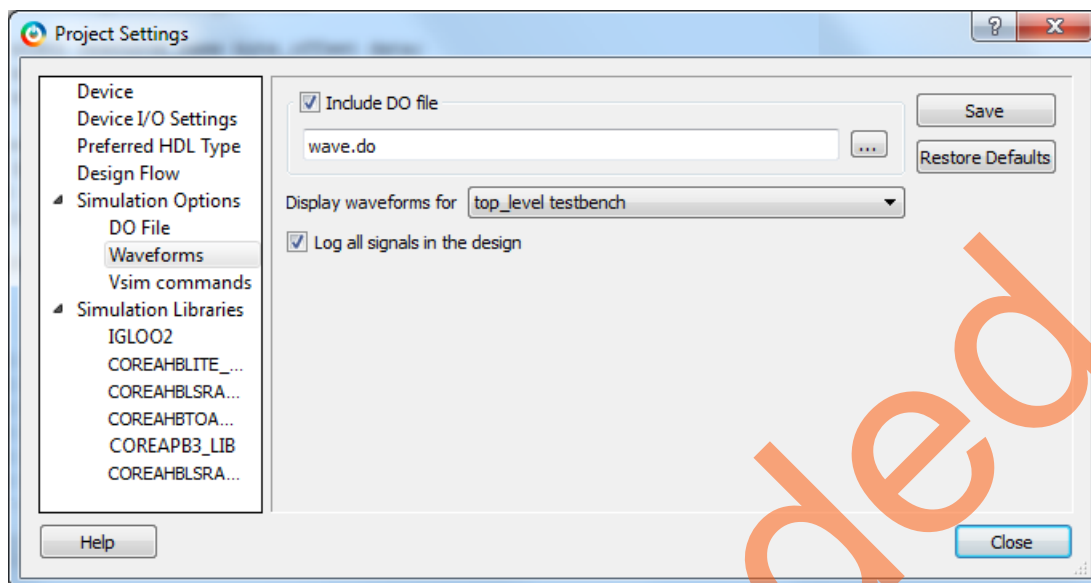 Project Settings
Device
Device I/O Settings
Preferred HDL Type
Design Flow
Simulation Options
DO File
Waveforms
Vsim commands
Simulation Libraries
IGLOO2
COREAHBLITE_...
COREAHBLSRA...
COREAHBTOA...
COREAPB3_LIB
COREAHBLSRA...
Include DO file
wave.do
...
Display waveforms for top_level testbench
Log all signals in the design
Save
Restore Defaults
Help
Close
ded